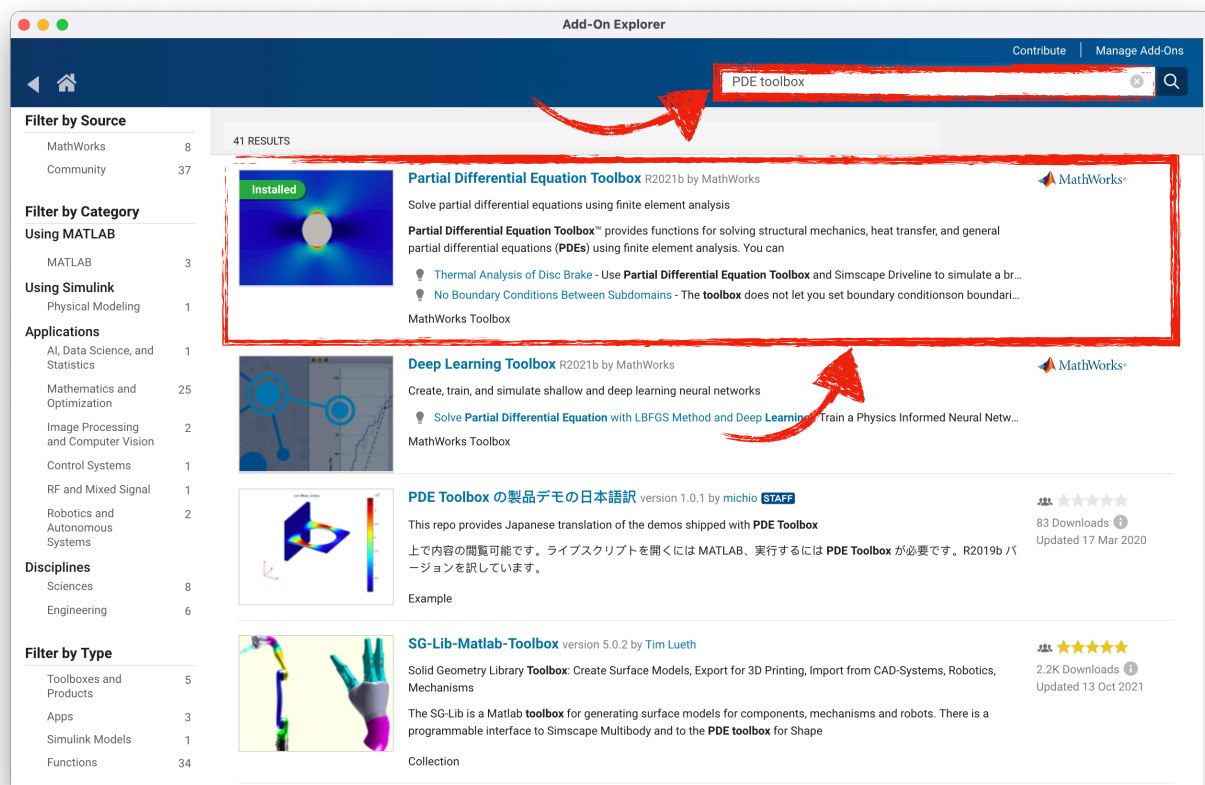 Add-On Explorer
Contribute
Manage Add-Ons
PDE toolbox
Filter by Source
MathWorks 8
Community 37
Filter by Category
Using MATLAB
MATLAB 3
Using Simulink
Physical Modeling 1
Applications
AI, Data Science, and 1
Statistics
Mathematics and 25
Optimization
Image Processing 2
and Computer Vision
Control Systems 1
RF and Mixed Signal 1
Robotics and 2
Autonomous
Systems
Disciplines
Sciences 8
Engineering 6
Filter by Type
Toolboxes and 5
Products
Apps 3
Simulink Models 1
Functions 34
41 RESULTS
Installed
Partial Differential Equation Toolbox R2021b by MathWorks
MathWorks®
Solve partial differential equations using finite element analysis
Partial Differential Equation Toolbox™ provides functions for solving structural mechanics, heat transfer, and general
partial differential equations (PDEs) using finite element analysis. You can
Thermal Analysis of Disc Brake - Use Partial Differential Equation Toolbox and Simscape Driveline to simulate a br...
No Boundary Conditions Between Subdomains - The toolbox does not let you set boundary conditionson boundari...
MathWorks Toolbox
Deep Learning Toolbox R2021b by MathWorks
MathWorks®
Create, train, and simulate shallow and deep learning neural networks
Solve Partial Differential Equation with LBFGS Method and Deep Learning Train a Physics Informed Neural Netw...
MathWorks Toolbox
PDE Toolbox の製品デモの日本語訳 version 1.0.1 by michio STAFF
This repo provides Japanese translation of the demos shipped with PDE Toolbox
上で内容の閲覧可能です。ライブスクリプトを開くには MATLAB、実行するには PDE Toolbox が必要です。R2019b バ
ージョンを訳しています。
Example
83 Downloads
Updated 17 Mar 2020
SG-Lib-Matlab-Toolbox version 5.0.2 by Tim Lueth
Solid Geometry Library Toolbox: Create Surface Models, Export for 3D Printing, Import from CAD-Systems, Robotics,
Mechanisms
The SG-Lib is a Matlab toolbox for generating surface models for components, mechanisms and robots. There is a
programmable interface to Simscape Multibody and to the PDE toolbox for Shape
Collection
2.2K Downloads
Updated 13 Oct 2021